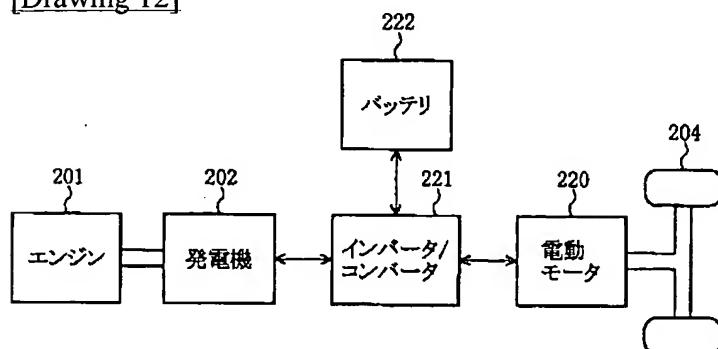 [Drawing 12]
222
バッテリ
204
201
202
221
220
エンジン
発電機
インバータ/
コンバータ
電動
モータ